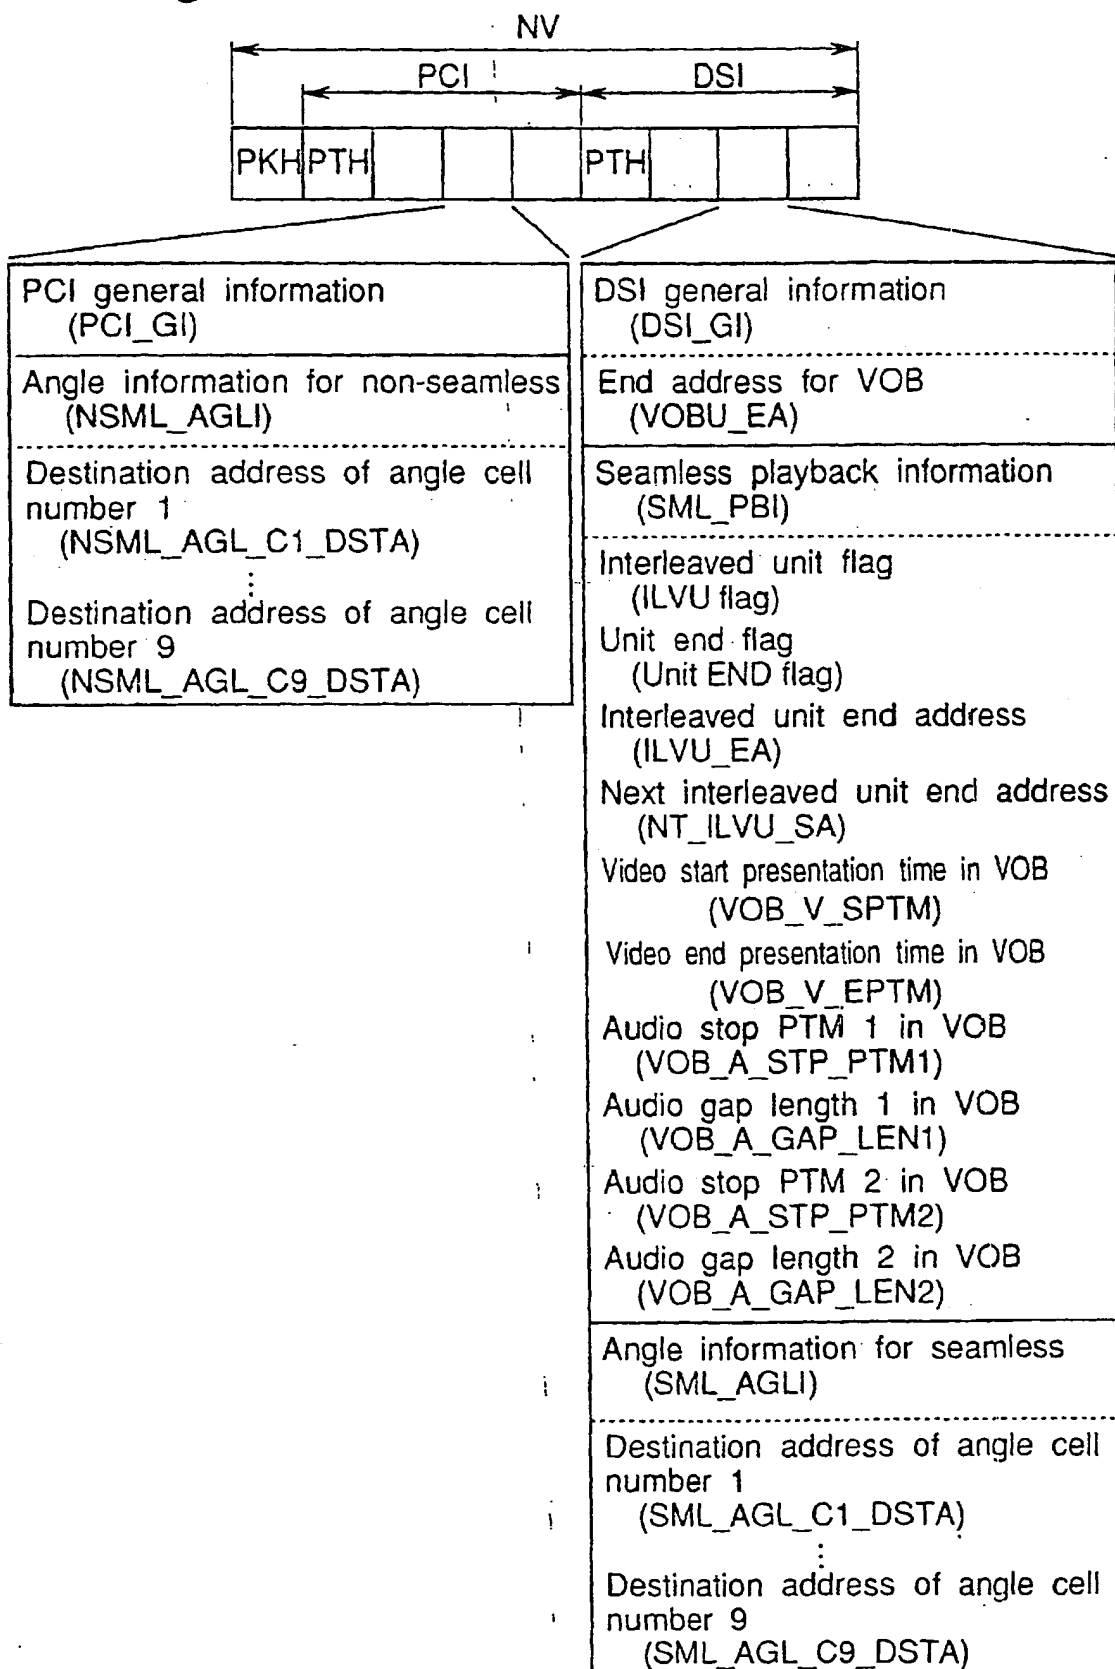 NV
PCI
DSI
PKH PTH PTH
PCI general information
(PCI_GI)
Angle information for non-seamless
(NSML_AGLI)
Destination address of angle cell
number 1
(NSML_AGL_C1_DSTA)
⋮
Destination address of angle cell
number 9
(NSML_AGL_C9_DSTA)
DSI general information
(DSI_GI)
End address for VOB
(VOBU_EA)
Seamless playback information
(SML_PBI)
Interleaved unit flag
(ILVU flag)
Unit end flag
(Unit END flag)
Interleaved unit end address
(ILVU_EA)
Next interleaved unit end address
(NT_ILVU_SA)
Video start presentation time in VOB
(VOB_V_SPTM)
Video end presentation time in VOB
(VOB_V_EPTM)
Audio stop PTM 1 in VOB
(VOB_A_STP_PTM1)
Audio gap length 1 in VOB
(VOB_A_GAP_LEN1)
Audio stop PTM 2 in VOB
(VOB_A_STP_PTM2)
Audio gap length 2 in VOB
(VOB_A_GAP_LEN2)
Angle information for seamless
(SML_AGLI)
Destination address of angle cell
number 1
(SML_AGL_C1_DSTA)
⋮
Destination address of angle cell
number 9
(SML_AGL_C9_DSTA)